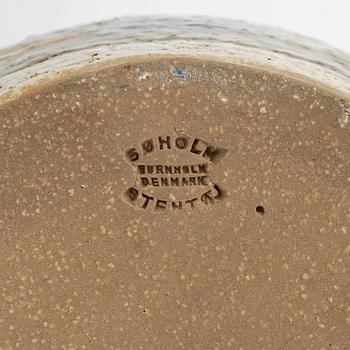 SØHOLM
BORNHOLM
DENMARK
STENTØJ